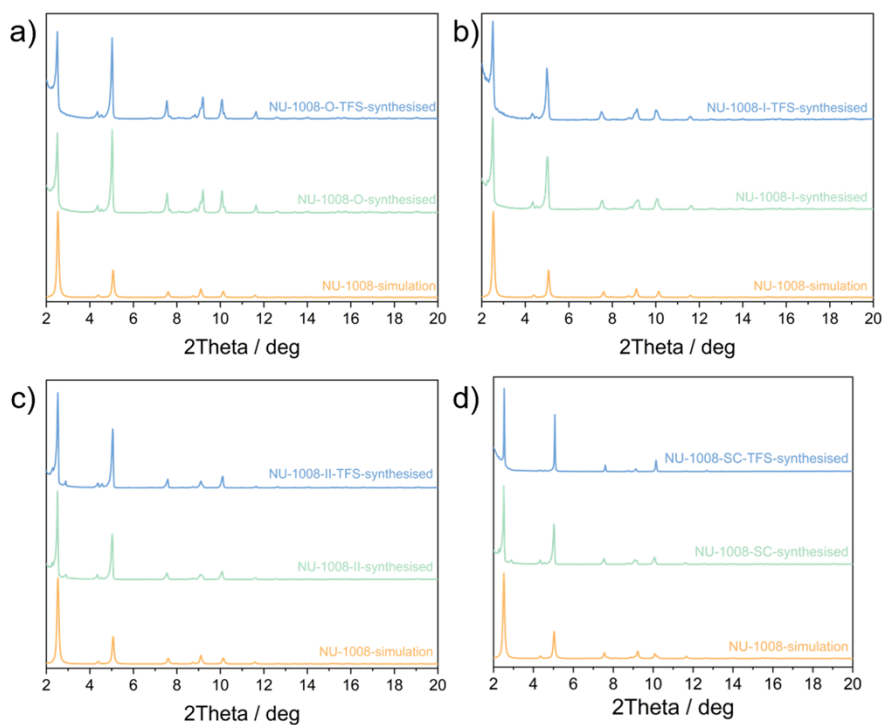 a)
NU-1008-O-TFS-synthesised
NU-1008-O-synthesised
NU-1008-simulation
2 4 6 8 10 12 14 16 18 20
2Theta / deg
b)
NU-1008-I-TFS-synthesised
NU-1008-I-synthesised
NU-1008-simulation
2 4 6 8 10 12 14 16 18 20
2Theta / deg
c)
NU-1008-II-TFS-synthesised
NU-1008-II-synthesised
NU-1008-simulation
2 4 6 8 10 12 14 16 18 20
2Theta / deg
d)
NU-1008-SC-TFS-synthesised
NU-1008-SC-synthesised
NU-1008-simulation
2 4 6 8 10 12 14 16 18 20
2Theta / deg